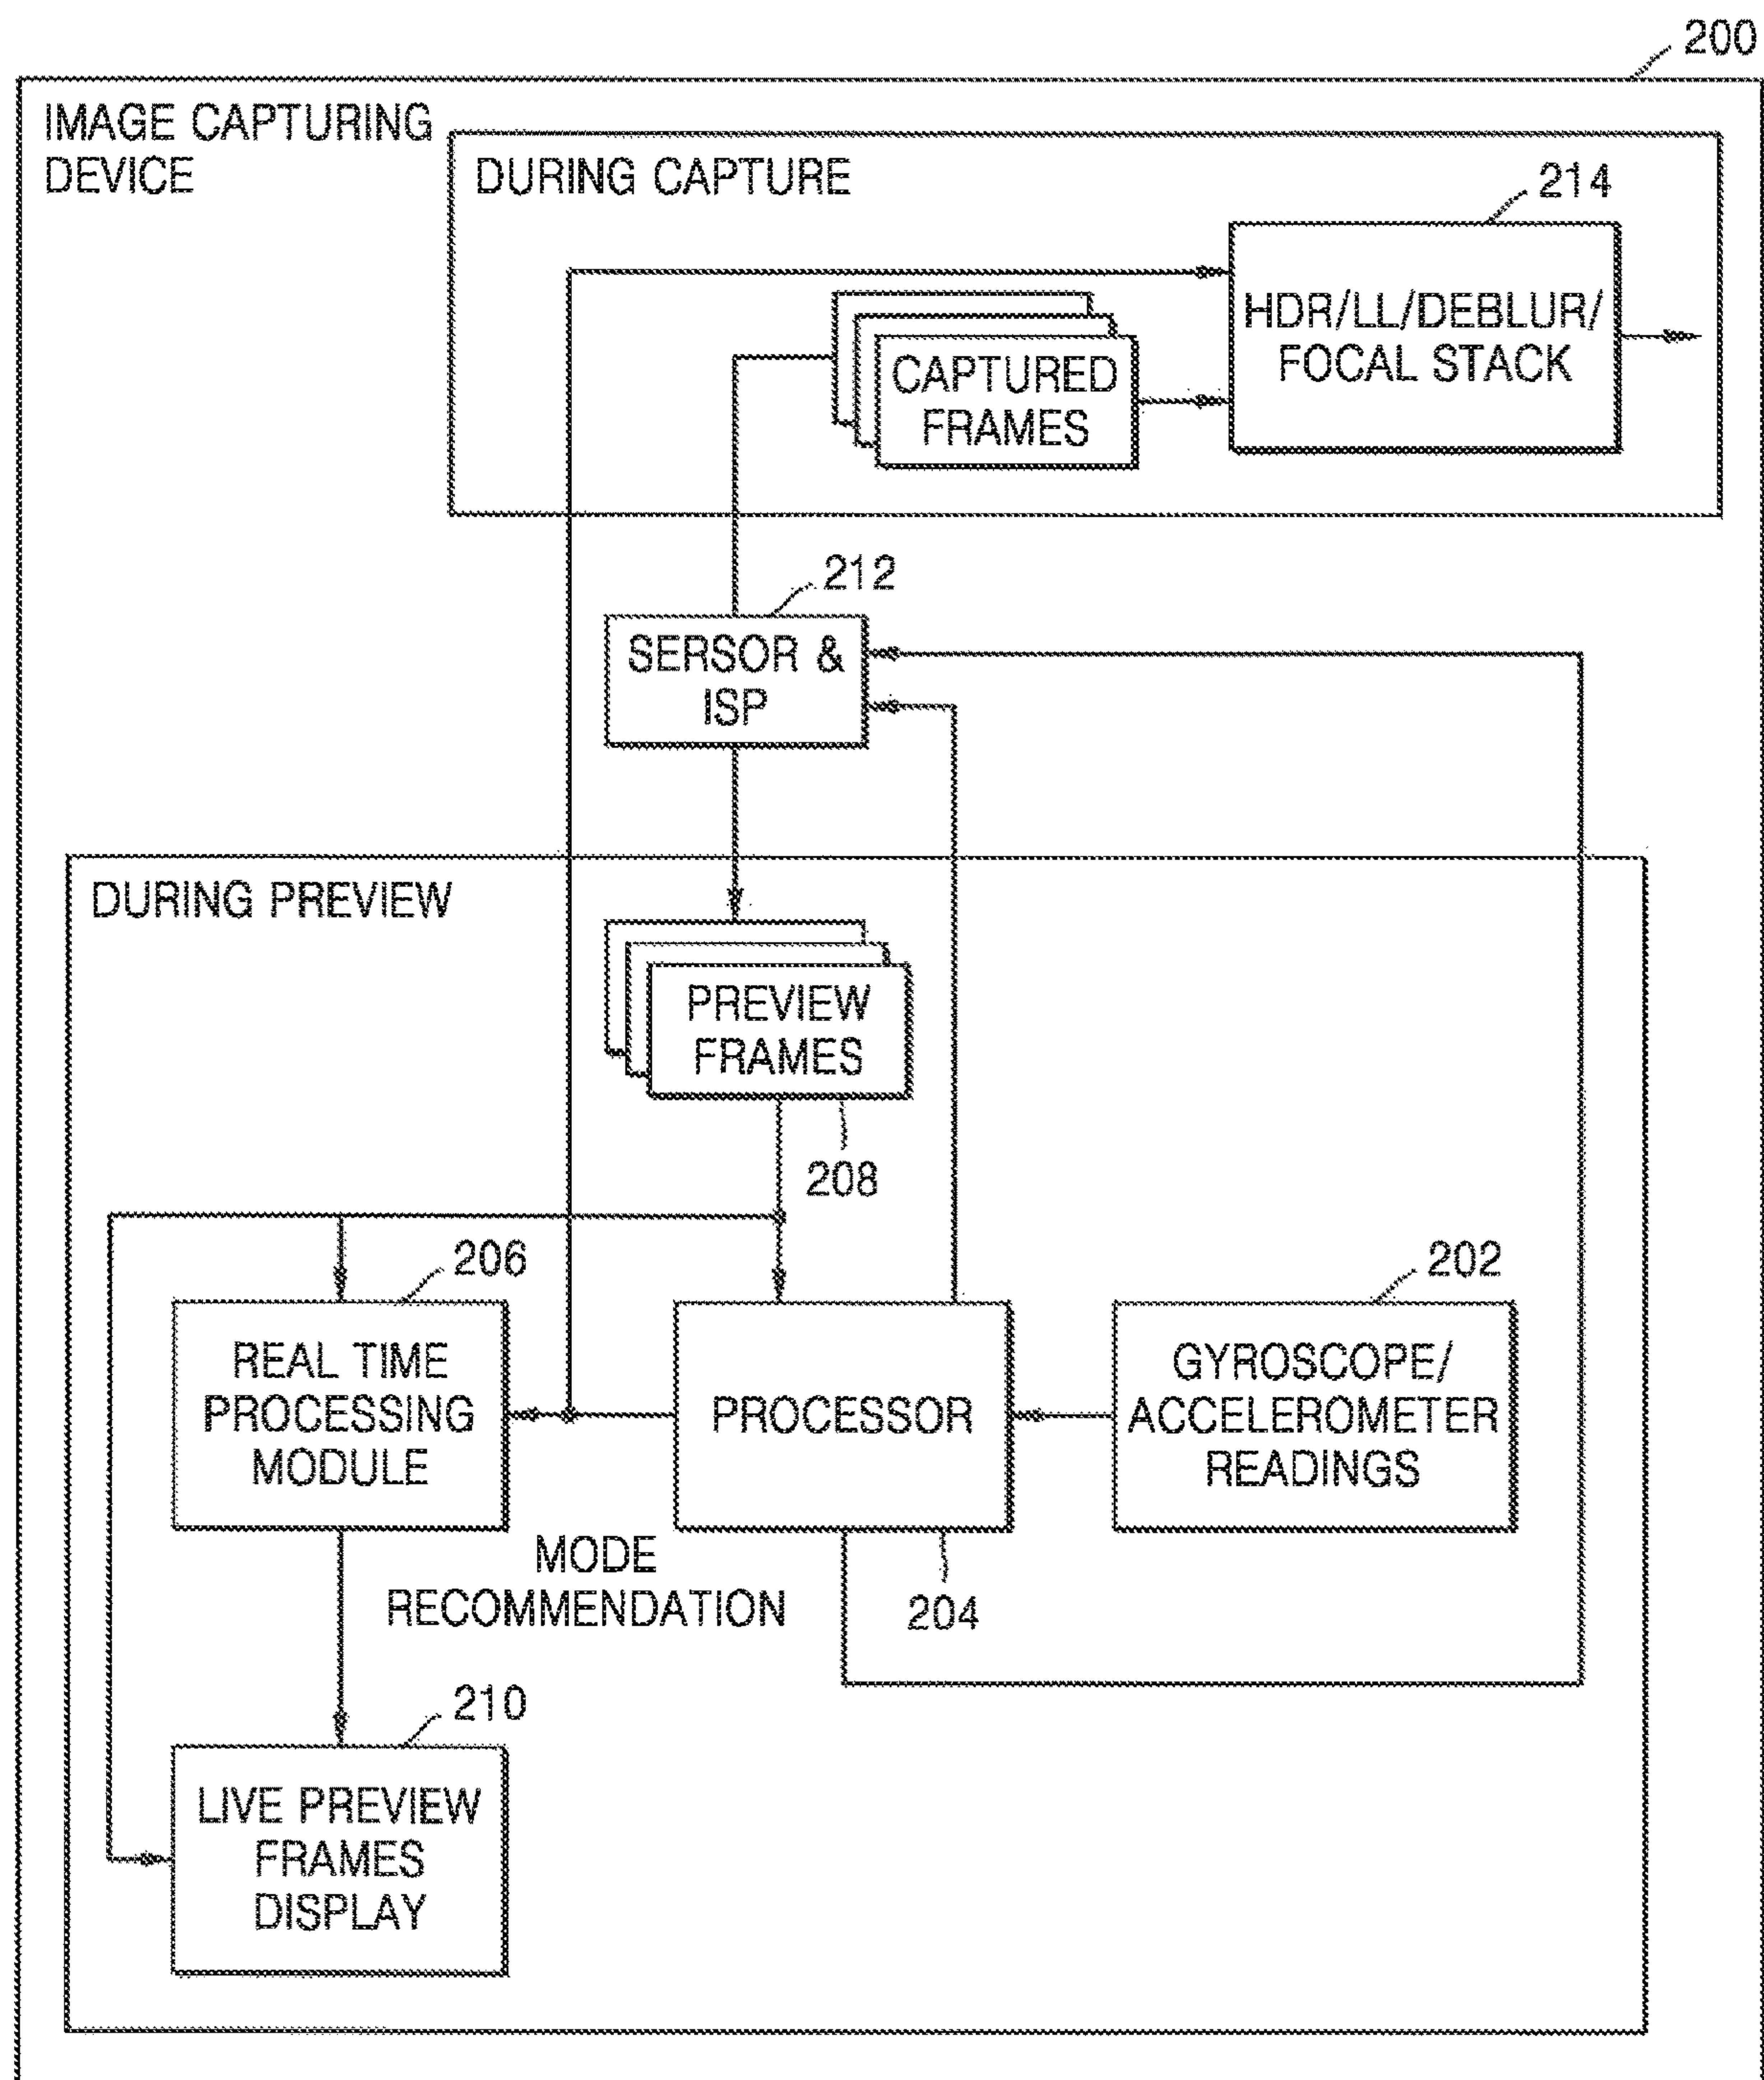 200
IMAGE CAPTURING
DEVICE
DURING CAPTURE
214
HDR/LL/DEBLUR/
FOCAL STACK
CAPTURED
FRAMES
212
SERSOR &
ISP
DURING PREVIEW
PREVIEW
FRAMES
208
206
202
REAL TIME
PROCESSING
MODULE
PROCESSOR
GYROSCOPE/
ACCELEROMETER
READINGS
MODE
RECOMMENDATION
204
210
LIVE PREVIEW
FRAMES
DISPLAY